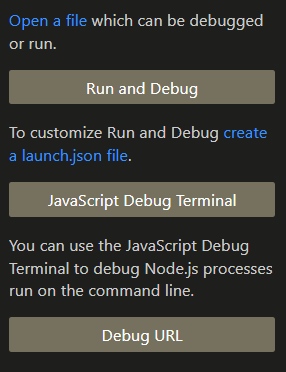 Open a file which can be debugged
or run.
Run and Debug
To customize Run and Debug create
a launch.json file.
JavaScript Debug Terminal
You can use the JavaScript Debug
Terminal to debug Node.js processes
run on the command line.
Debug URL